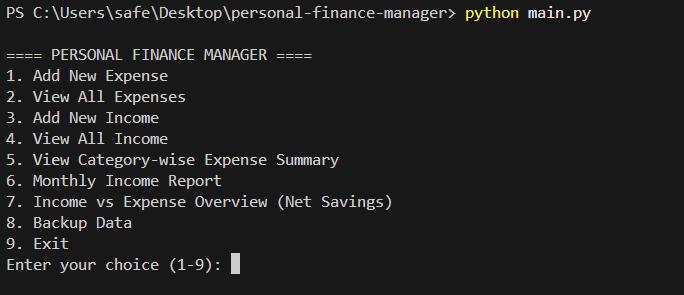 PS C:\Users\safe\Desktop\personal-finance-manager> python main.py
==== PERSONAL FINANCE MANAGER ====
1. Add New Expense
2. View All Expenses
3. Add New Income
4. View All Income
5. View Category-wise Expense Summary
6. Monthly Income Report
7. Income vs Expense Overview (Net Savings)
8. Backup Data
9. Exit
Enter your choice (1-9):